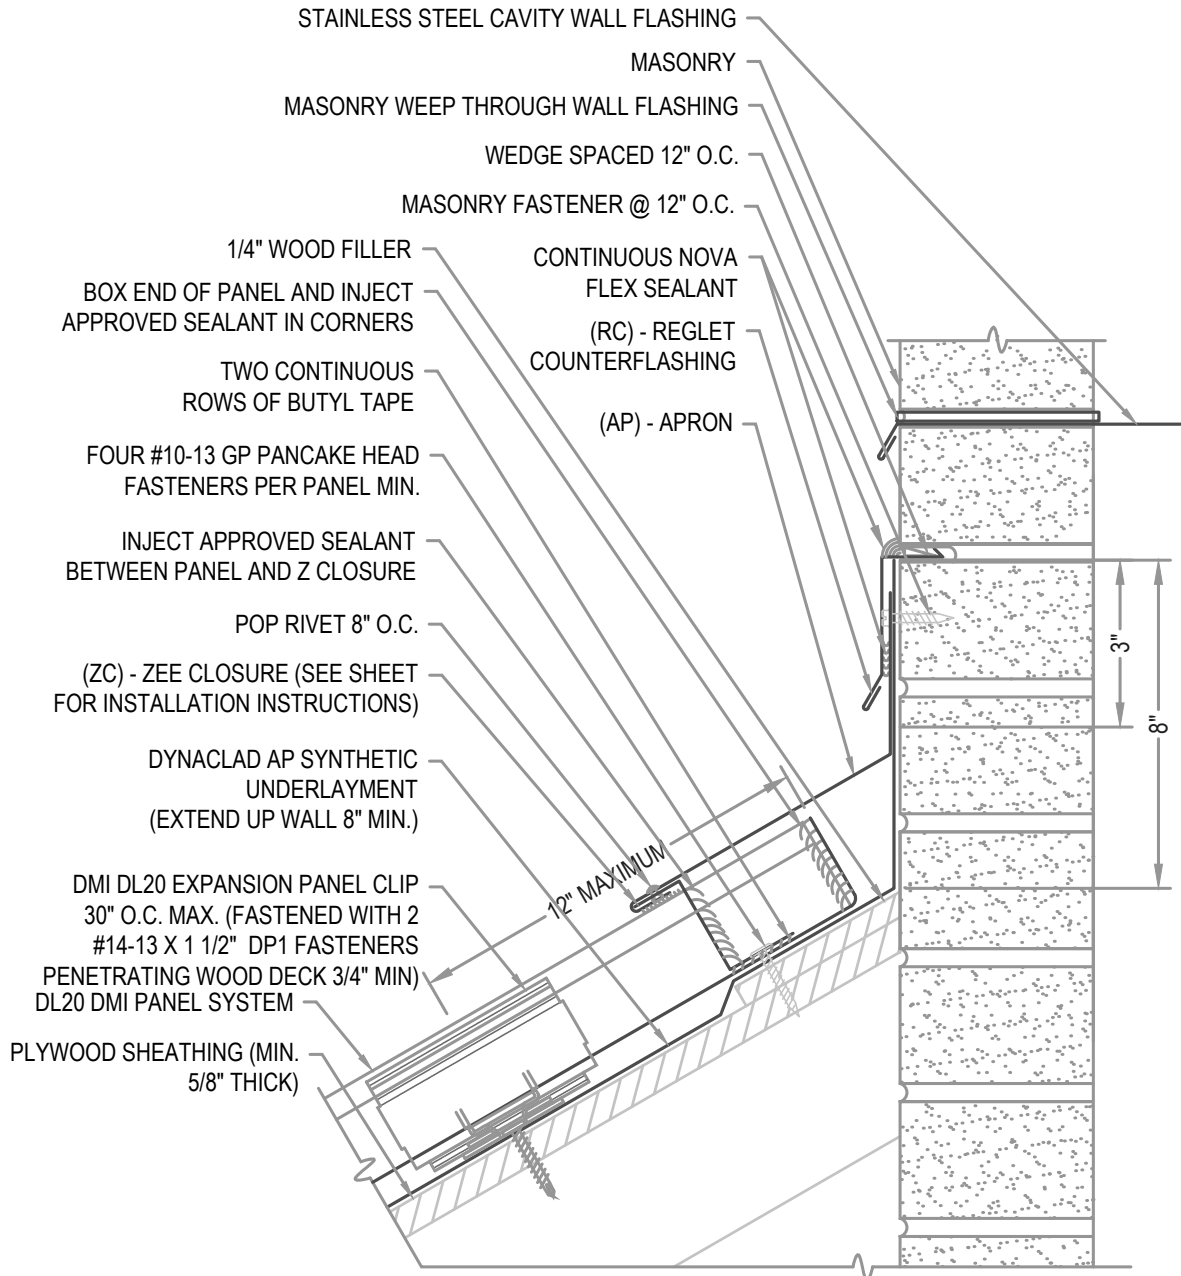 STAINLESS STEEL CAVITY WALL FLASHING
MASONRY
MASONRY WEEP THROUGH WALL FLASHING
WEDGE SPACED 12" O.C.
MASONRY FASTENER @ 12" O.C.
1/4" WOOD FILLER
CONTINUOUS NOVA
FLEX SEALANT
BOX END OF PANEL AND INJECT
APPROVED SEALANT IN CORNERS
(RC) - REGLET
COUNTERFLASHING
TWO CONTINUOUS
ROWS OF BUTYL TAPE
(AP) - APRON
FOUR #10-13 GP PANCAKE HEAD
FASTENERS PER PANEL MIN.
INJECT APPROVED SEALANT
BETWEEN PANEL AND Z CLOSURE
POP RIVET 8" O.C.
(ZC) - ZEE CLOSURE (SEE SHEET
FOR INSTALLATION INSTRUCTIONS)
3"
8"
DYNACLAD AP SYNTHETIC
UNDERLAYMENT
(EXTEND UP WALL 8" MIN.)
12" MAXIMUM
DMI DL20 EXPANSION PANEL CLIP
30" O.C. MAX. (FASTENED WITH 2
#14-13 X 1 1/2" DP1 FASTENERS
PENETRATING WOOD DECK 3/4" MIN)
DL20 DMI PANEL SYSTEM
PLYWOOD SHEATHING (MIN.
5/8" THICK)